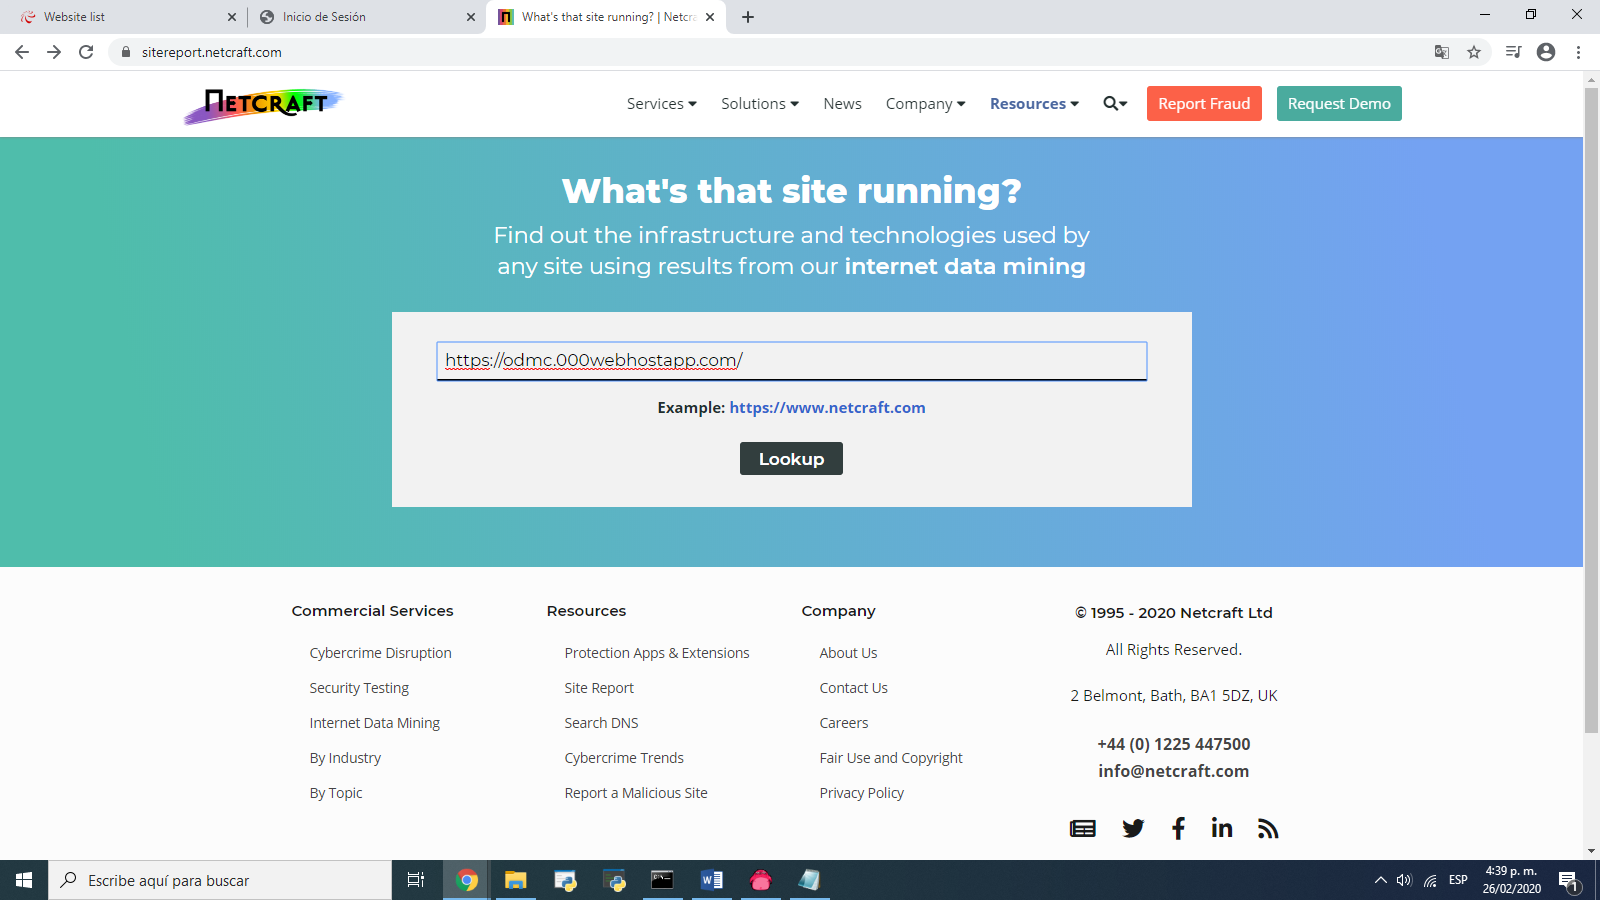 Website list
Inicio de Sesión
What's that site running? | Netcra
sitereport.netcraft.com
NETCRAFT
Services
Solutions
News
Company
Resources
Report Fraud
Request Demo
What's that site running?
Find out the infrastructure and technologies used by
any site using results from our internet data mining
https://odmc.000webhostapp.com/
Example: https://www.netcraft.com
Lookup
Commercial Services
Cybercrime Disruption
Security Testing
Internet Data Mining
By Industry
By Topic
Resources
Protection Apps & Extensions
Site Report
Search DNS
Cybercrime Trends
Report a Malicious Site
Company
About Us
Contact Us
Careers
Fair Use and Copyright
Privacy Policy
© 1995 - 2020 Netcraft Ltd
All Rights Reserved.
2 Belmont, Bath, BA1 5DZ, UK
+44 (0) 1225 447500
info@netcraft.com
Escribe aquí para buscar
ESP
4:39 p. m.
26/02/2020
1